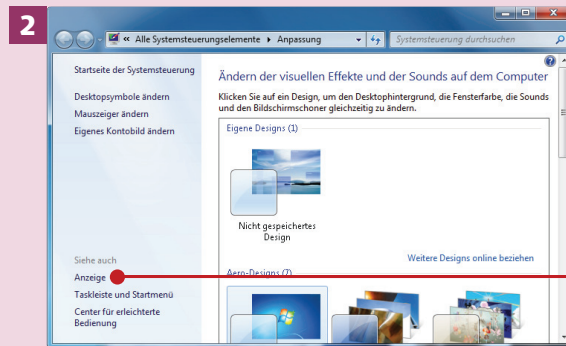 2
« Alle Systemsteuerungselemente ▸ Anpassung
Systemsteuerung durchsuchen
Startseite der Systemsteuerung
Desktopsymbole ändern
Mauszeiger ändern
Eigenes Kontobild ändern
Siehe auch
Anzeige
Taskleiste und Startmenü
Center für erleichterte
Bedienung
Ändern der visuellen Effekte und der Sounds auf dem Computer
Klicken Sie auf ein Design, um den Desktophintergrund, die Fensterfarbe, die Sounds
und den Bildschirmschoner gleichzeitig zu ändern.
Eigene Designs (1)
Nicht gespeichertes
Design
Weitere Designs online beziehen
Aero-Designs (7)